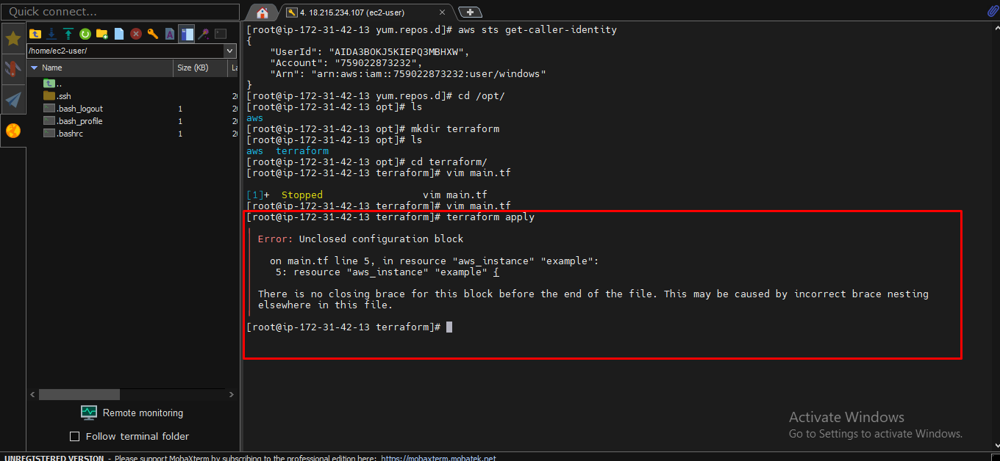 Quick connect...
4. 18.215.234.107 (ec2-user)
/home/ec2-user/
Name Size (KB) La
..
.ssh 20
.bash_logout 1 20
.bash_profile 1 20
.bashrc 1 20
Remote monitoring
Follow terminal folder
[root@ip-172-31-42-13 yum.repos.d]# aws sts get-caller-identity
{
"UserId": "AIDA3BOKJ5KIEPQ3MBHXW",
"Account": "759022873232",
"Arn": "arn:aws:iam::759022873232:user/windows"
}
[root@ip-172-31-42-13 yum.repos.d]# cd /opt/
[root@ip-172-31-42-13 opt]# ls
aws
[root@ip-172-31-42-13 opt]# mkdir terraform
[root@ip-172-31-42-13 opt]# ls
aws terraform
[root@ip-172-31-42-13 opt]# cd terraform/
[root@ip-172-31-42-13 terraform]# vim main.tf
[1]+ Stopped vim main.tf
[root@ip-172-31-42-13 terraform]# vim main.tf
[root@ip-172-31-42-13 terraform]# terraform apply
Error: Unclosed configuration block
on main.tf line 5, in resource "aws_instance" "example":
5: resource "aws_instance" "example" {
There is no closing brace for this block before the end of the file. This may be caused by incorrect brace nesting
elsewhere in this file.
[root@ip-172-31-42-13 terraform]#
Activate Windows
Go to Settings to activate Windows.
UNREGISTERED VERSION - Please support MobaXterm by subscribing to the professional edition here: https://mobaxterm.mobatek.net